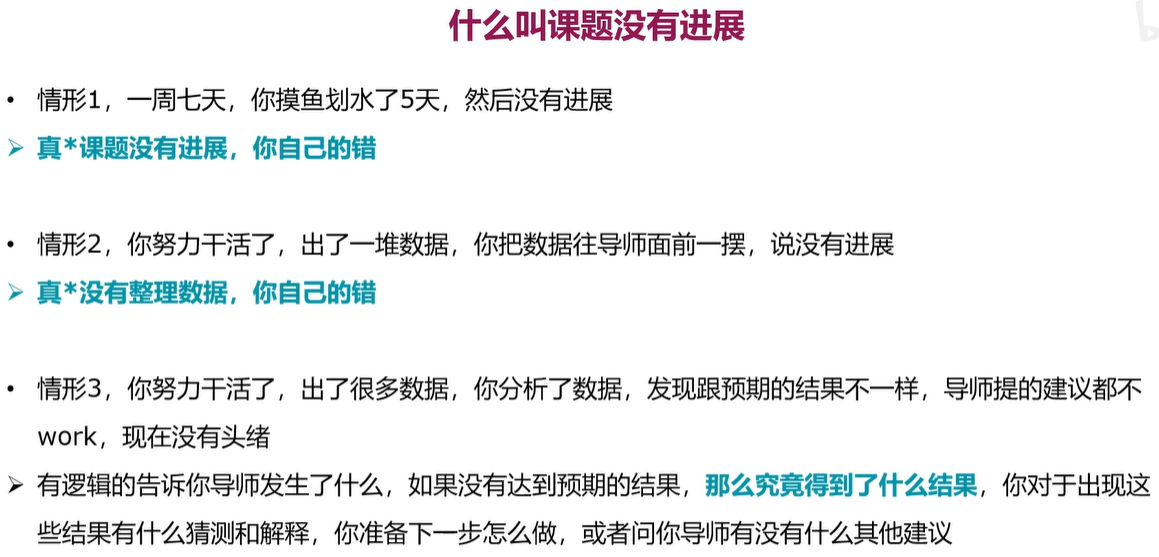 什么叫课题没有进展
• 情形1，一周七天，你摸鱼划水了5天，然后没有进展
➢ 真*课题没有进展，你自己的错
• 情形2，你努力干活了，出了一堆数据，你把数据往导师面前一摆，说没有进展
➢ 真*没有整理数据，你自己的错
• 情形3，你努力干活了，出了很多数据，你分析了数据，发现跟预期的结果不一样，导师提的建议都不
work，现在没有头绪
➢ 有逻辑的告诉你导师发生了什么，如果没有达到预期的结果，那么究竟得到了什么结果，你对于出现这
些结果有什么猜测和解释，你准备下一步怎么做，或者问你导师有没有什么其他建议